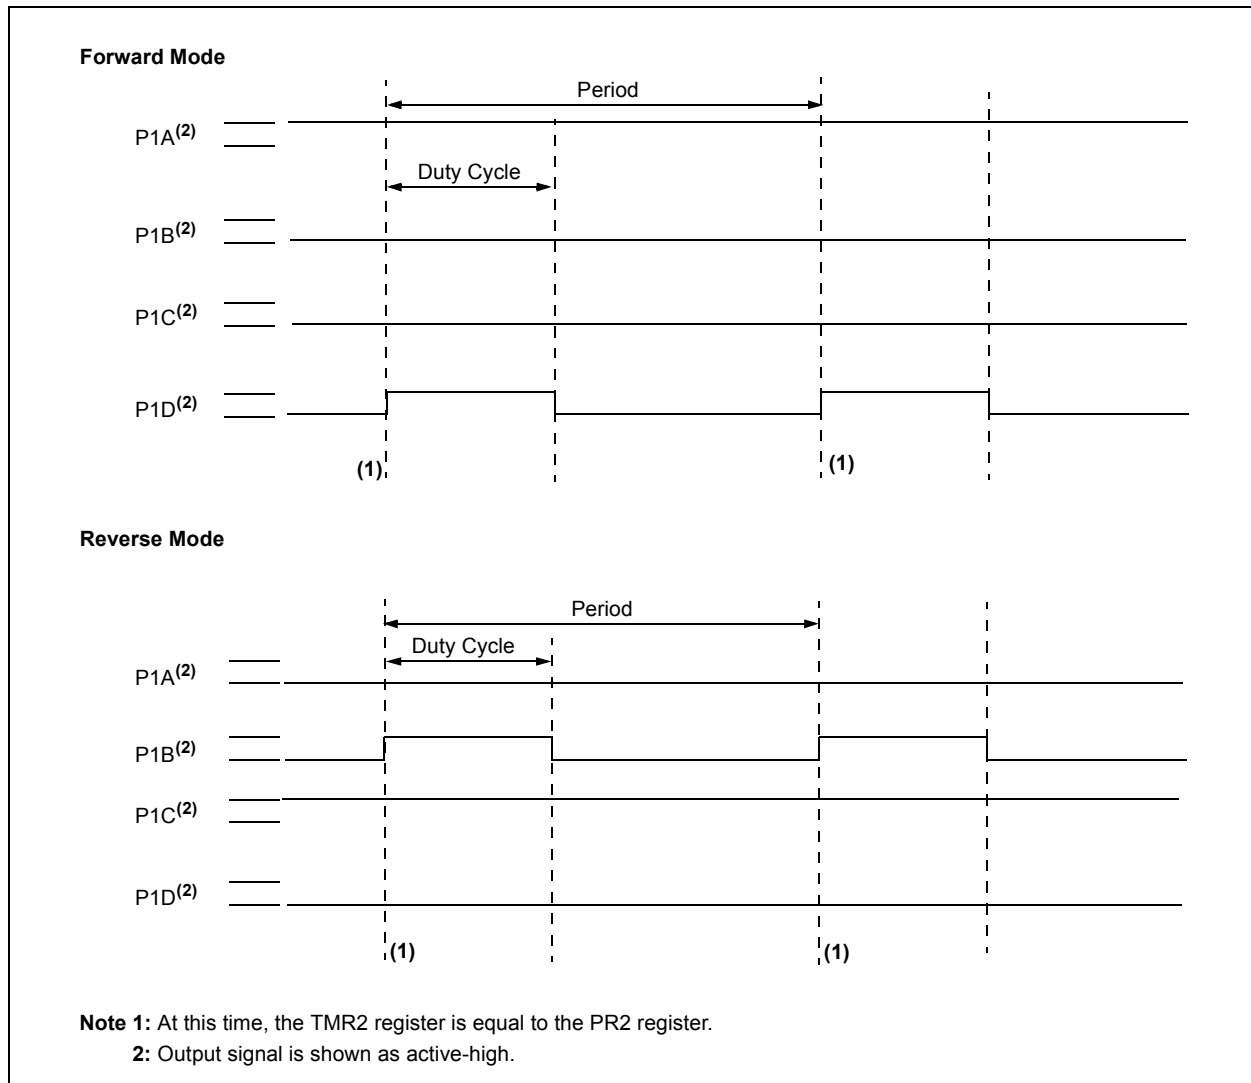 Forward Mode
Period
P1A(2)
Duty Cycle
P1B(2)
P1C(2)
P1D(2)
(1)
(1)
Reverse Mode
Period
Duty Cycle
P1A(2)
P1B(2)
P1C(2)
P1D(2)
(1)
(1)
Note 1: At this time, the TMR2 register is equal to the PR2 register.
2: Output signal is shown as active-high.